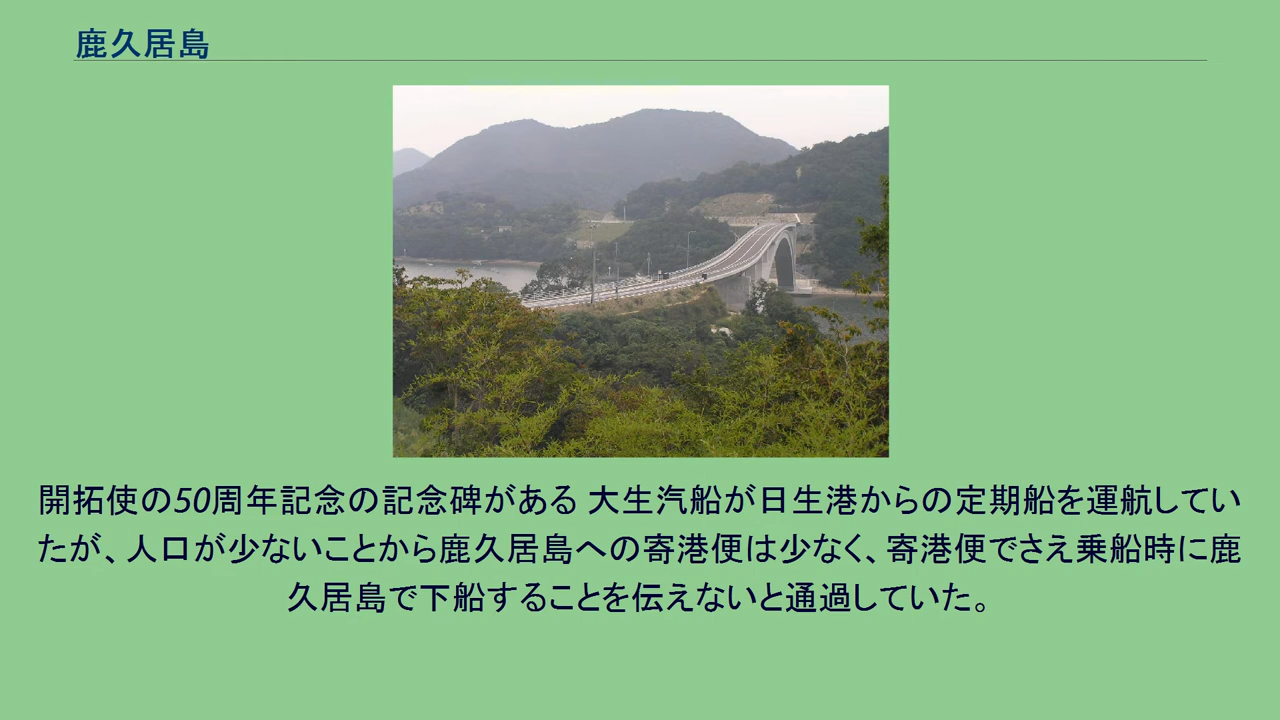 鹿久居島
開拓使の50周年記念の記念碑がある 大生汽船が日生港からの定期船を運航してい
たが、人口が少ないことから鹿久居島への寄港便は少なく、寄港便でさえ乗船時に鹿
久居島で下船することを伝えないと通過していた。